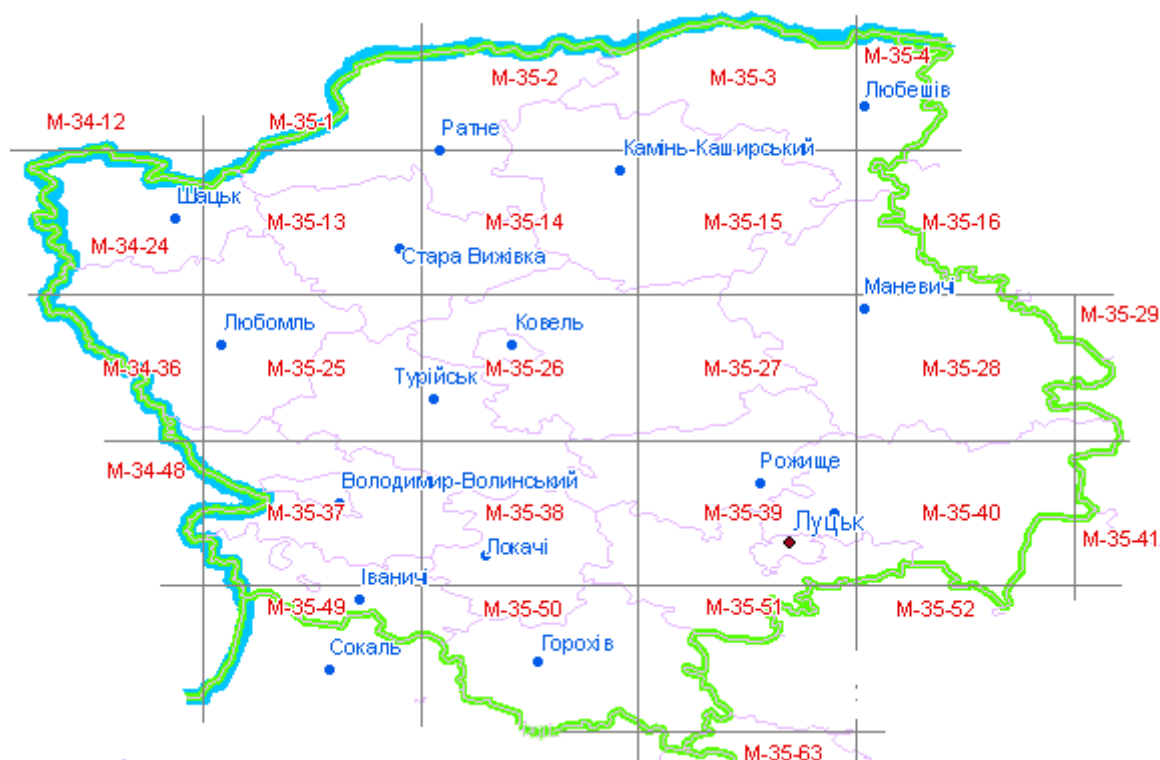 М-35-4
М-35-2
М-35-3
Любешів
М-34-12
М-35-1
Ратне
Камінь-Каширський
Шацьк
М-35-13
М-35-14
М-35-15
М-35-16
М-34-24
Стара Вижівка
Маневичі
М-35-29
Любомль
Ковель
М-34-36
М-35-25
М-35-26
М-35-27
М-35-28
Турійськ
М-34-48
Рожище
Володимир-Волинський
М-35-37
М-35-38
М-35-39
М-35-40
Луцьк
М-35-41
Локачі
Іваничі
М-35-49
М-35-50
М-35-51
М-35-52
Сокаль
Горохів
М-35-63